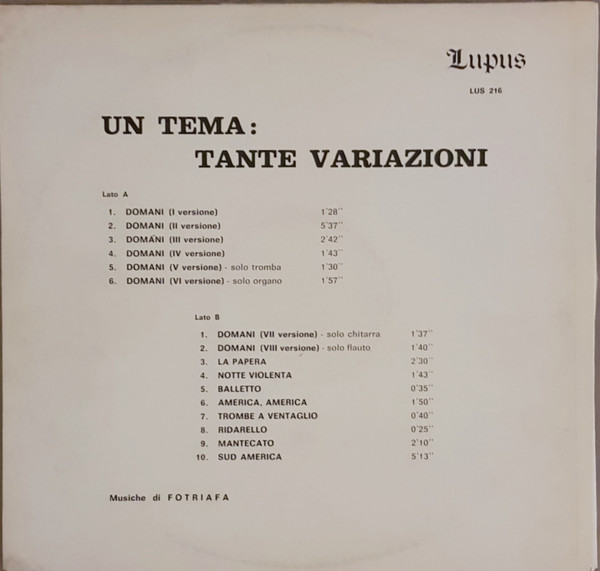 Lupus
LUS 216
UN TEMA:
TANTE VARIAZIONI
Lato A
1. DOMANI (I versione) 1'28''
2. DOMANI (II versione) 5'37''
3. DOMANI (III versione) 2'42''
4. DOMANI (IV versione) 1'43''
5. DOMANI (V versione) - solo tromba 1'30''
6. DOMANI (VI versione) - solo organo 1'57''
Lato B
1. DOMANI (VII versione) - solo chitarra 1'37''
2. DOMANI (VIII versione) - solo flauto 1'40''
3. LA PAPERA 2'30''
4. NOTTE VIOLENTA 1'43''
5. BALLETTO 0'35''
6. AMERICA, AMERICA 1'50''
7. TROMBE A VENTAGLIO 0'40''
8. RIDARELLO 0'25''
9. MANTECATO 2'10''
10. SUD AMERICA 5'13''
Musiche di FOTRIAFA